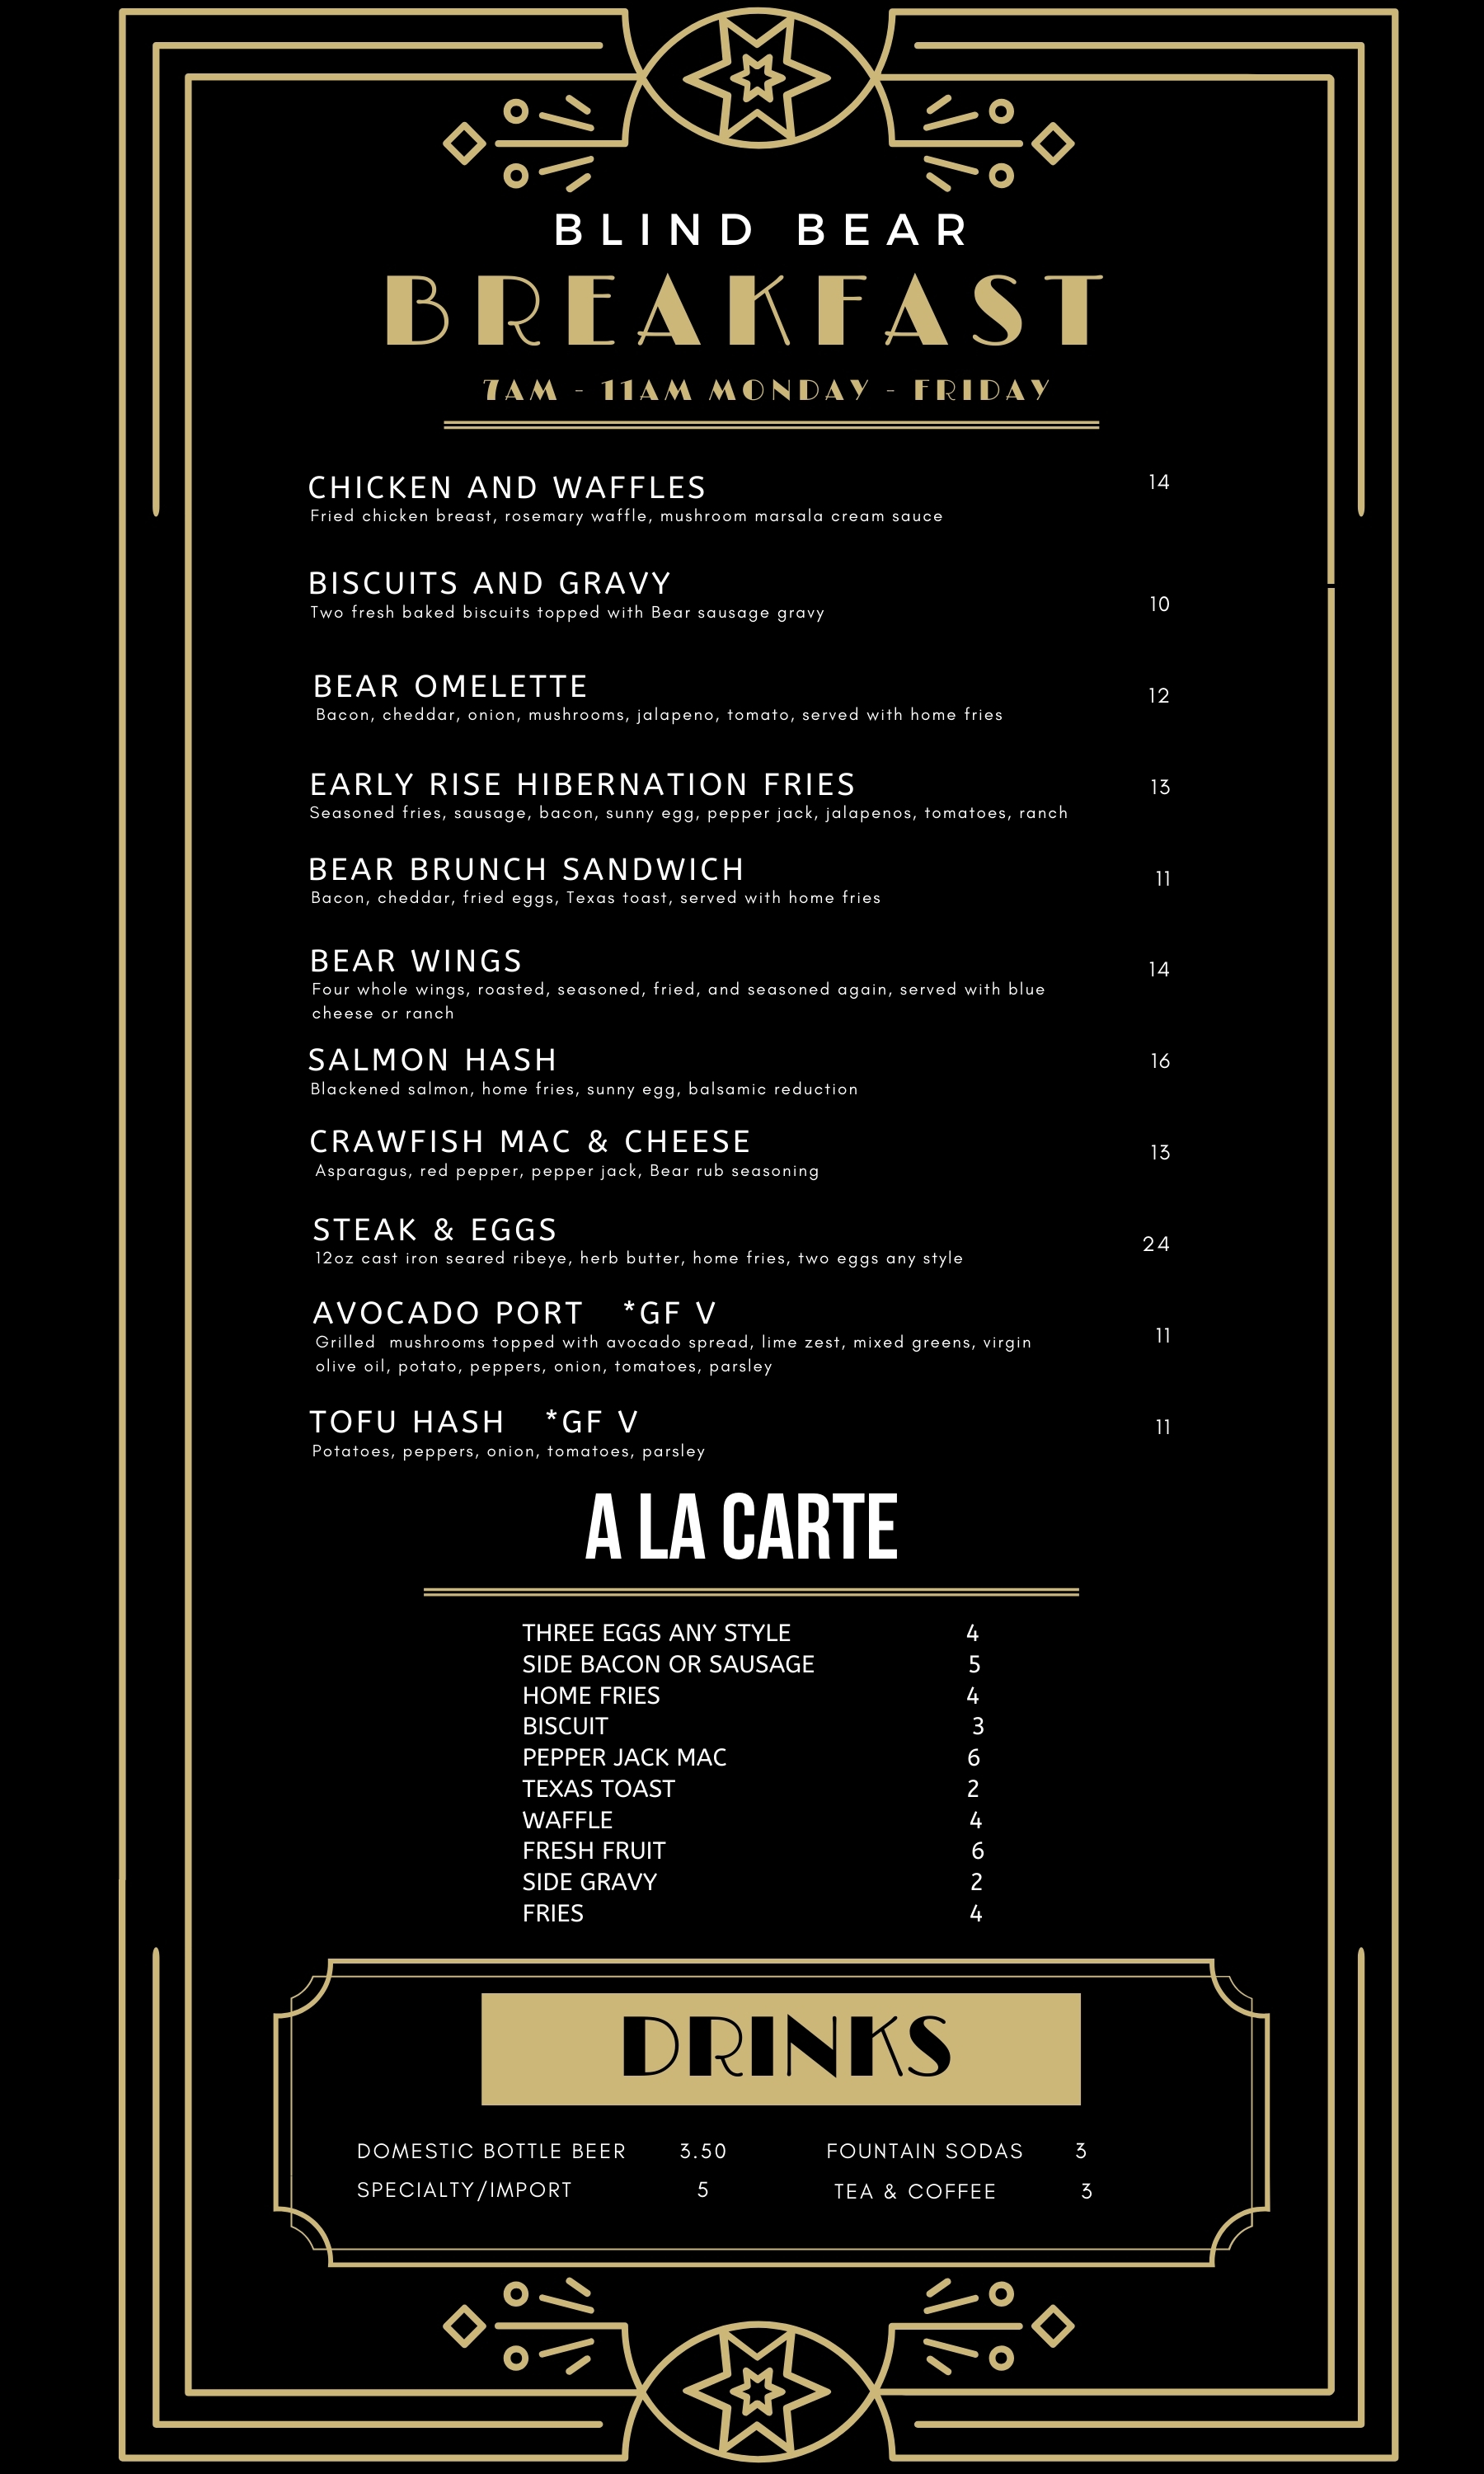 BLIND BEAR
BREAKFAST
7AM - 11AM MONDAY - FRIDAY
CHICKEN AND WAFFLES 14
Fried chicken breast, rosemary waffle, mushroom marsala cream sauce
BISCUITS AND GRAVY
Two fresh baked biscuits topped with Bear sausage gravy 10
BEAR OMELETTE 12
Bacon, cheddar, onion, mushrooms, jalapeno, tomato, served with home fries
EARLY RISE HIBERNATION FRIES 13
Seasoned fries, sausage, bacon, sunny egg, pepper jack, jalapenos, tomatoes, ranch
BEAR BRUNCH SANDWICH 11
Bacon, cheddar, fried eggs, Texas toast, served with home fries
BEAR WINGS 14
Four whole wings, roasted, seasoned, fried, and seasoned again, served with blue
cheese or ranch
SALMON HASH 16
Blackened salmon, home fries, sunny egg, balsamic reduction
CRAWFISH MAC & CHEESE 13
Asparagus, red pepper, pepper jack, Bear rub seasoning
STEAK & EGGS 24
12oz cast iron seared ribeye, herb butter, home fries, two eggs any style
AVOCADO PORT *GF V
Grilled mushrooms topped with avocado spread, lime zest, mixed greens, virgin 11
olive oil, potato, peppers, onion, tomatoes, parsley
TOFU HASH *GF V 11
Potatoes, peppers, onion, tomatoes, parsley
A LA CARTE
THREE EGGS ANY STYLE 4
SIDE BACON OR SAUSAGE 5
HOME FRIES 4
BISCUIT 3
PEPPER JACK MAC 6
TEXAS TOAST 2
WAFFLE 4
FRESH FRUIT 6
SIDE GRAVY 2
FRIES 4
DRINKS
DOMESTIC BOTTLE BEER 3.50 FOUNTAIN SODAS 3
SPECIALTY/IMPORT 5 TEA & COFFEE 3